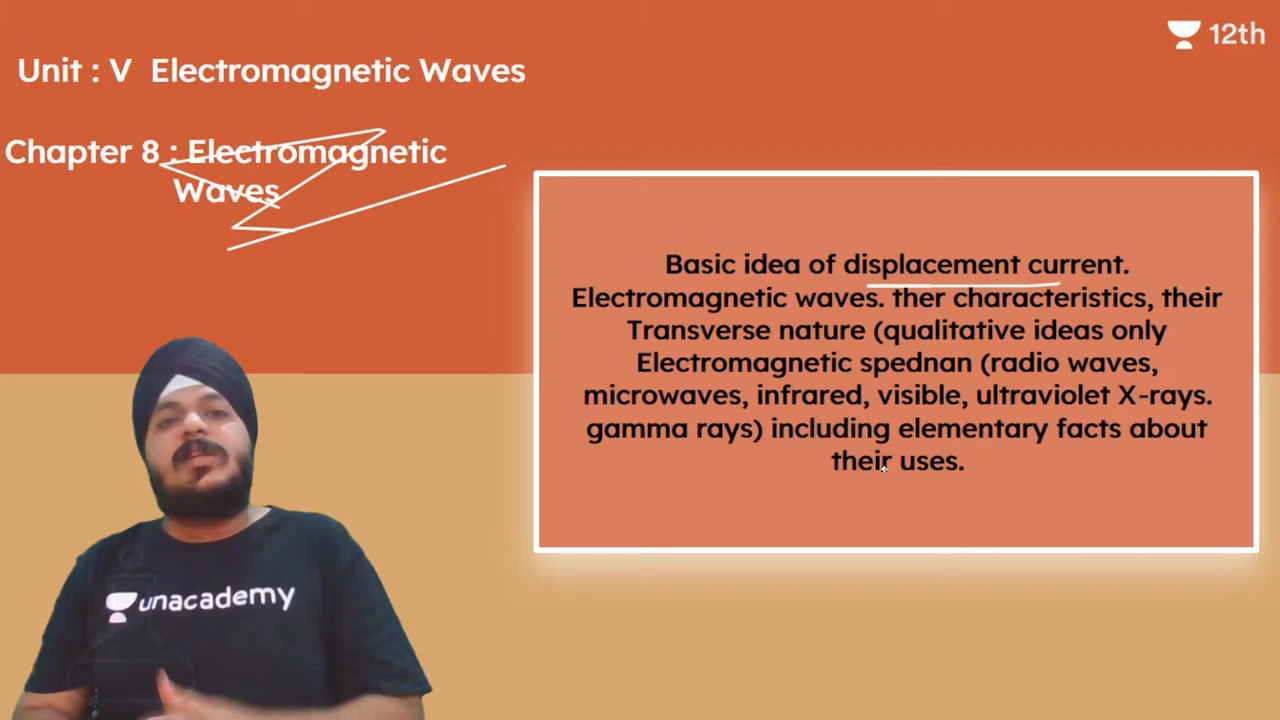 12th
Unit : V Electromagnetic Waves
Chapter 8 : Electromagnetic
Waves
Basic idea of displacement current.
Electromagnetic waves. ther characteristics, their
Transverse nature (qualitative ideas only
Electromagnetic spednan (radio waves,
microwaves, infrared, visible, ultraviolet X-rays.
gamma rays) including elementary facts about
their uses.
unacademy